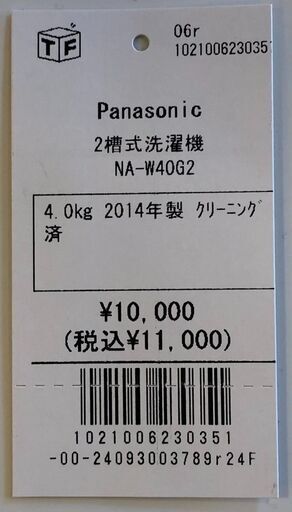 TF
06r
1021006230351
Panasonic
2槽式洗濯機
NA-W40G2
4.0kg 2014年製 ｸﾘｰﾆﾝｸﾞ
済
¥10,000
(税込¥11,000)
1021006230351
-00-24093003789r24F